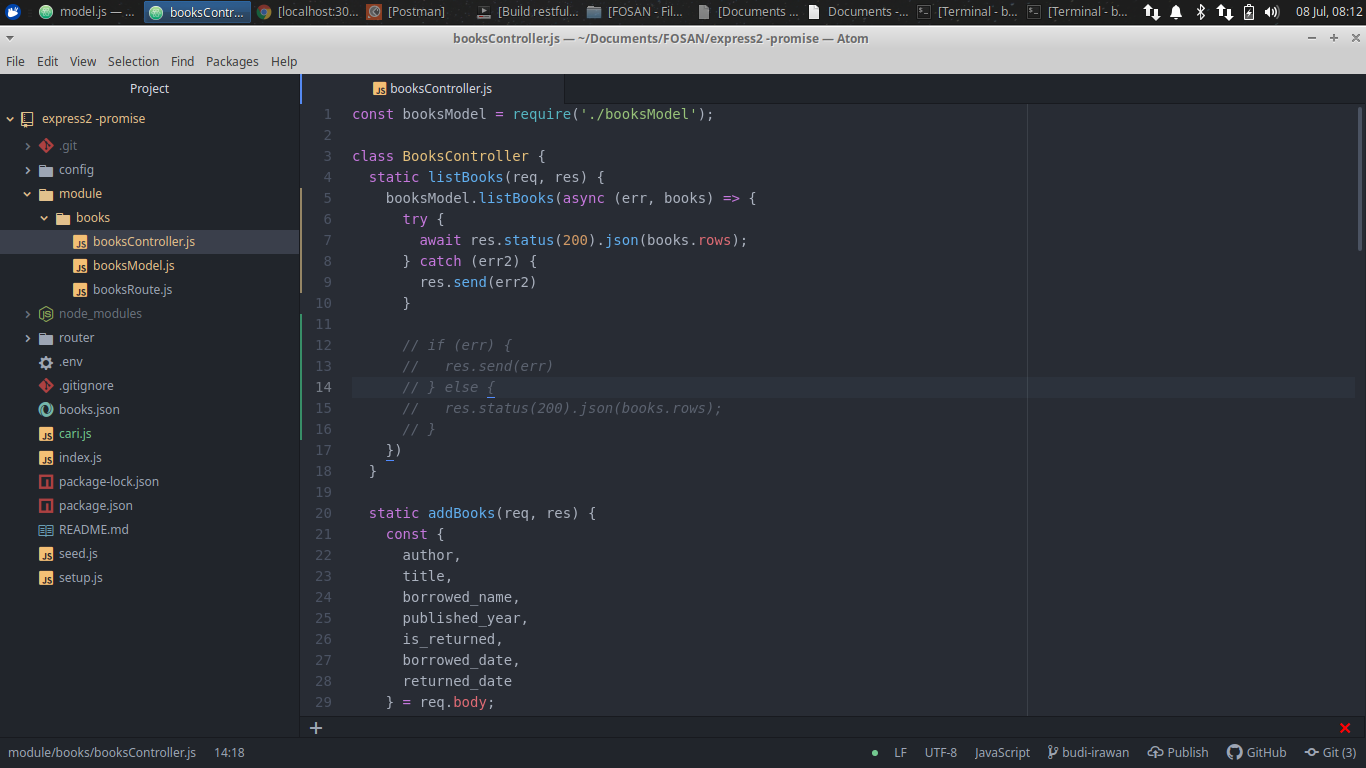 model.js — ... booksContr... [localhost:30... [Postman] [Build restful... [FOSAN - Fil... [Documents ... Documents -... [Terminal - b... [Terminal - b... 08 Jul, 08:12
booksController.js — ~/Documents/FOSAN/express2 -promise — Atom
File Edit View Selection Find Packages Help
Project
express2 -promise
.git
config
module
books
booksController.js
booksModel.js
booksRoute.js
node_modules
router
.env
.gitignore
books.json
cari.js
index.js
package-lock.json
package.json
README.md
seed.js
setup.js
booksController.js
1 const booksModel = require('./booksModel');
2
3 class BooksController {
4   static listBooks(req, res) {
5     booksModel.listBooks(async (err, books) => {
6       try {
7         await res.status(200).json(books.rows);
8       } catch (err2) {
9         res.send(err2)
10       }
11
12       // if (err) {
13       //   res.send(err)
14       // } else {
15       //   res.status(200).json(books.rows);
16       // }
17     })
18   }
19
20   static addBooks(req, res) {
21     const {
22       author,
23       title,
24       borrowed_name,
25       published_year,
26       is_returned,
27       borrowed_date,
28       returned_date
29     } = req.body;
module/books/booksController.js 14:18 LF UTF-8 JavaScript budi-irawan Publish GitHub Git (3)